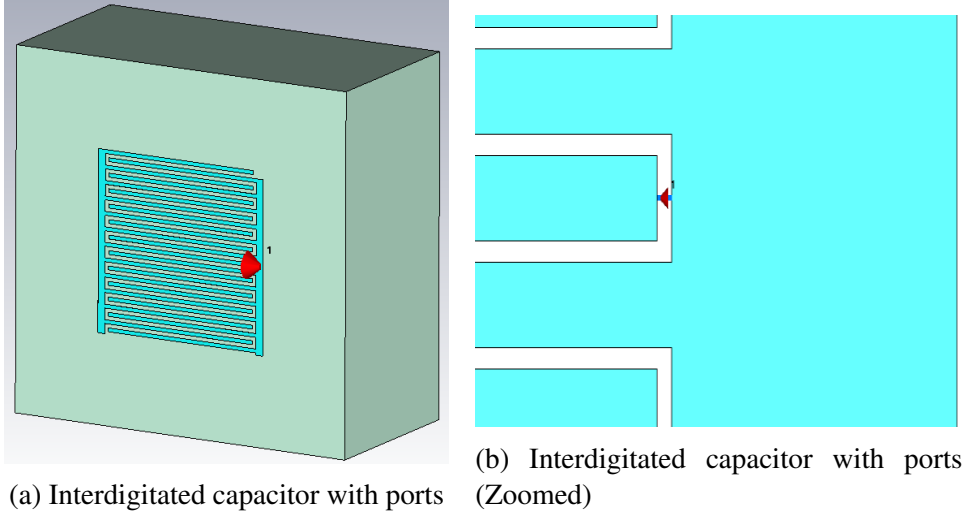 1
1
(a) Interdigitated capacitor with ports
(b) Interdigitated capacitor with ports
(Zoomed)